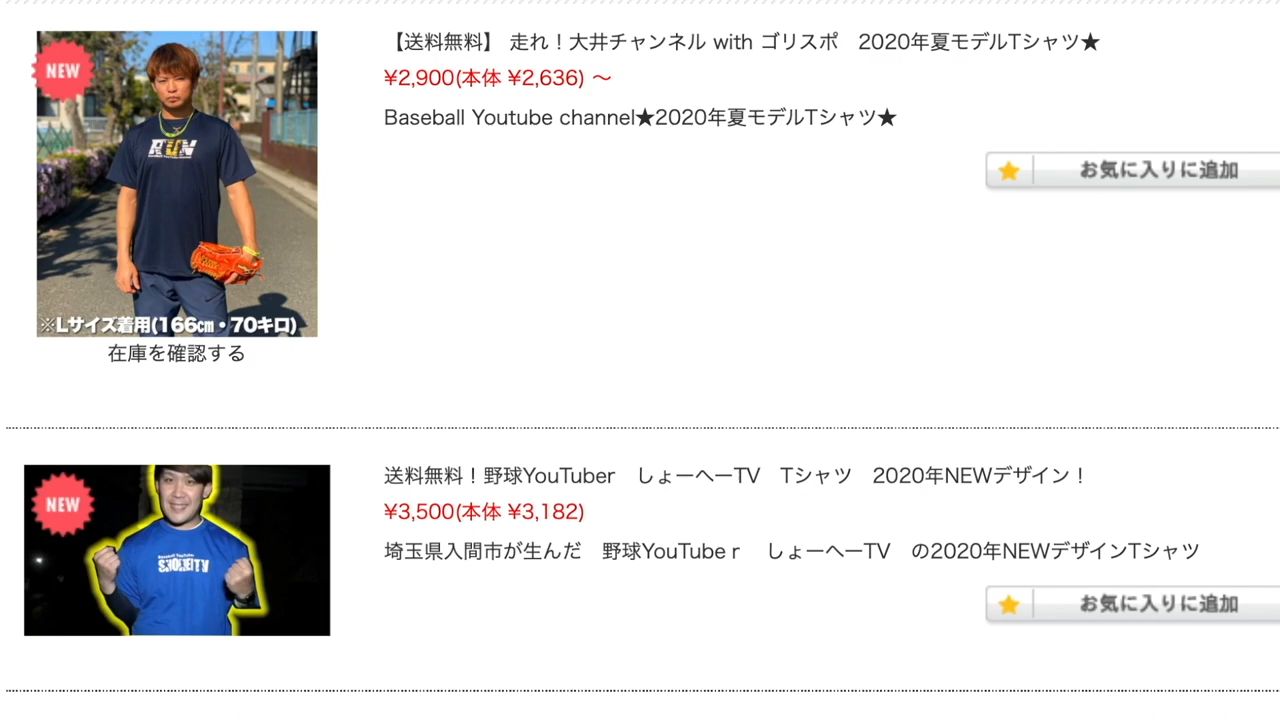 【送料無料】 走れ！大井チャンネル with ゴリスポ　2020年夏モデルTシャツ★
¥2,900(本体 ¥2,636) ～
Baseball Youtube channel★2020年夏モデルTシャツ★
お気に入りに追加
NEW
RUN
※Lサイズ着用(166㎝・70キロ)
在庫を確認する
送料無料！野球YouTuber　しょーへーTV　Tシャツ　2020年NEWデザイン！
¥3,500(本体 ¥3,182)
埼玉県入間市が生んだ　野球YouTubeｒ　しょーへーTV　の2020年NEWデザインTシャツ
お気に入りに追加
NEW
Baseball YouTuber
SHOHEITV